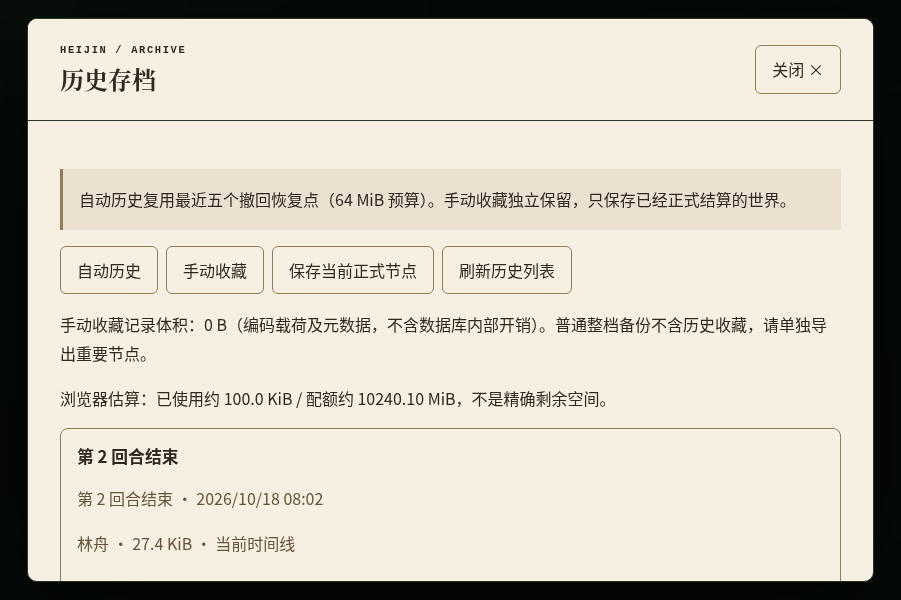 HEIJIN / ARCHIVE
历史存档
关闭 ×
自动历史复用最近五个撤回恢复点（64 MiB 预算）。手动收藏独立保留，只保存已经正式结算的世界。
自动历史
手动收藏
保存当前正式节点
刷新历史列表
手动收藏记录体积：0 B（编码载荷及元数据，不含数据库内部开销）。普通整档备份不含历史收藏，请单独导
出重要节点。
浏览器估算：已使用约 100.0 KiB / 配额约 10240.10 MiB，不是精确剩余空间。
第 2 回合结束
第 2 回合结束 · 2026/10/18 08:02
林舟 · 27.4 KiB · 当前时间线